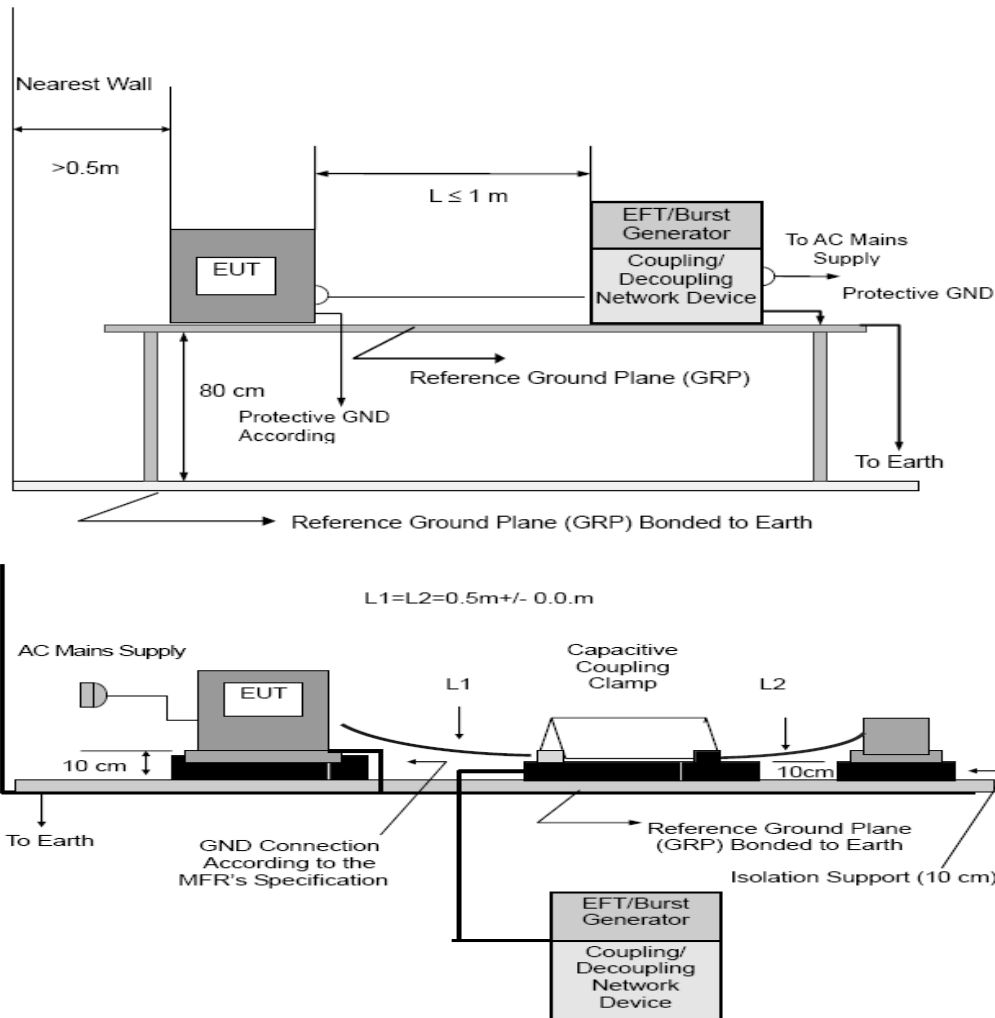 Nearest Wall
>0.5m
L ≤ 1 m
EUT
EFT/Burst
Generator
Coupling/
Decoupling
Network Device
To AC Mains
Supply
Protective GND
Reference Ground Plane (GRP)
80 cm
Protective GND
According
To Earth
Reference Ground Plane (GRP) Bonded to Earth
L1=L2=0.5m+/- 0.0.m
AC Mains Supply
EUT
L1
Capacitive
Coupling
Clamp
L2
10 cm
10cm
To Earth
GND Connection
According to the
MFR's Specification
Reference Ground Plane
(GRP) Bonded to Earth
Isolation Support (10 cm)
EFT/Burst
Generator
Coupling/
Decoupling
Network
Device